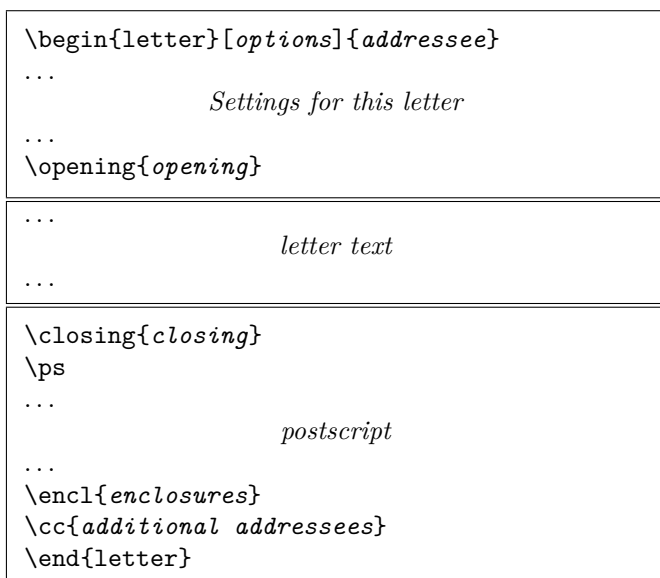 \begin{letter}[options]{addressee}
...
Settings for this letter
...
\opening{opening}
...
letter text
...
\closing{closing}
\ps
...
postscript
...
\encl{enclosures}
\cc{additional addressees}
\end{letter}